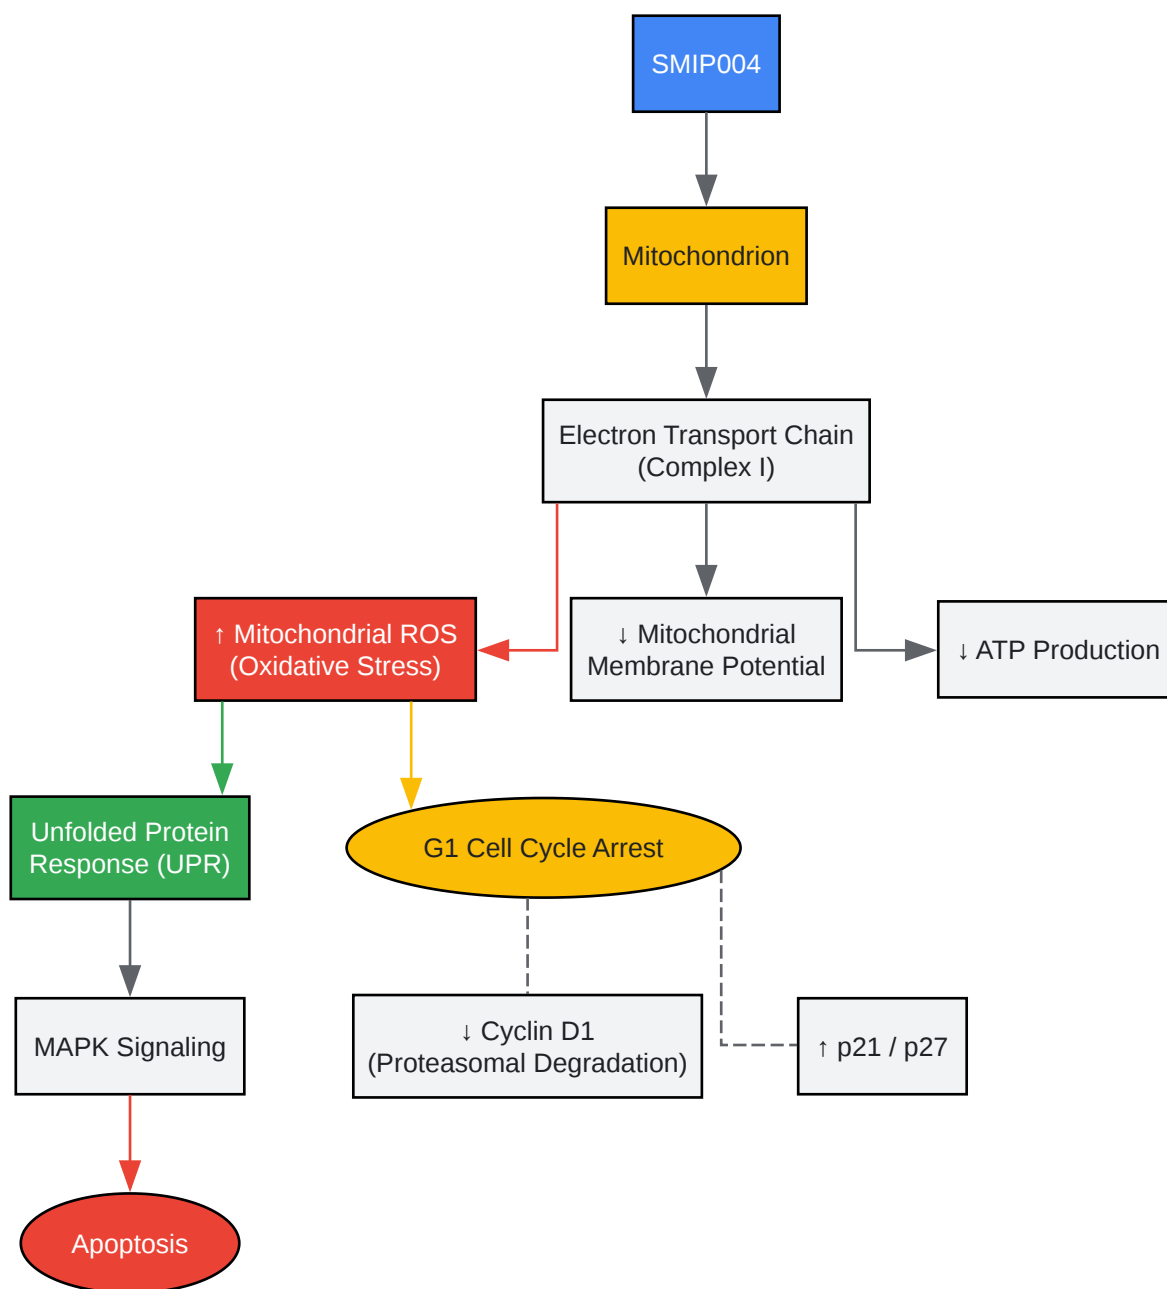 SMIP004
Mitochondrion
Electron Transport Chain
(Complex I)
↑ Mitochondrial ROS
(Oxidative Stress)
↓ Mitochondrial
Membrane Potential
↓ ATP Production
Unfolded Protein
Response (UPR)
G1 Cell Cycle Arrest
MAPK Signaling
↓ Cyclin D1
(Proteasomal Degradation)
↑ p21 / p27
Apoptosis